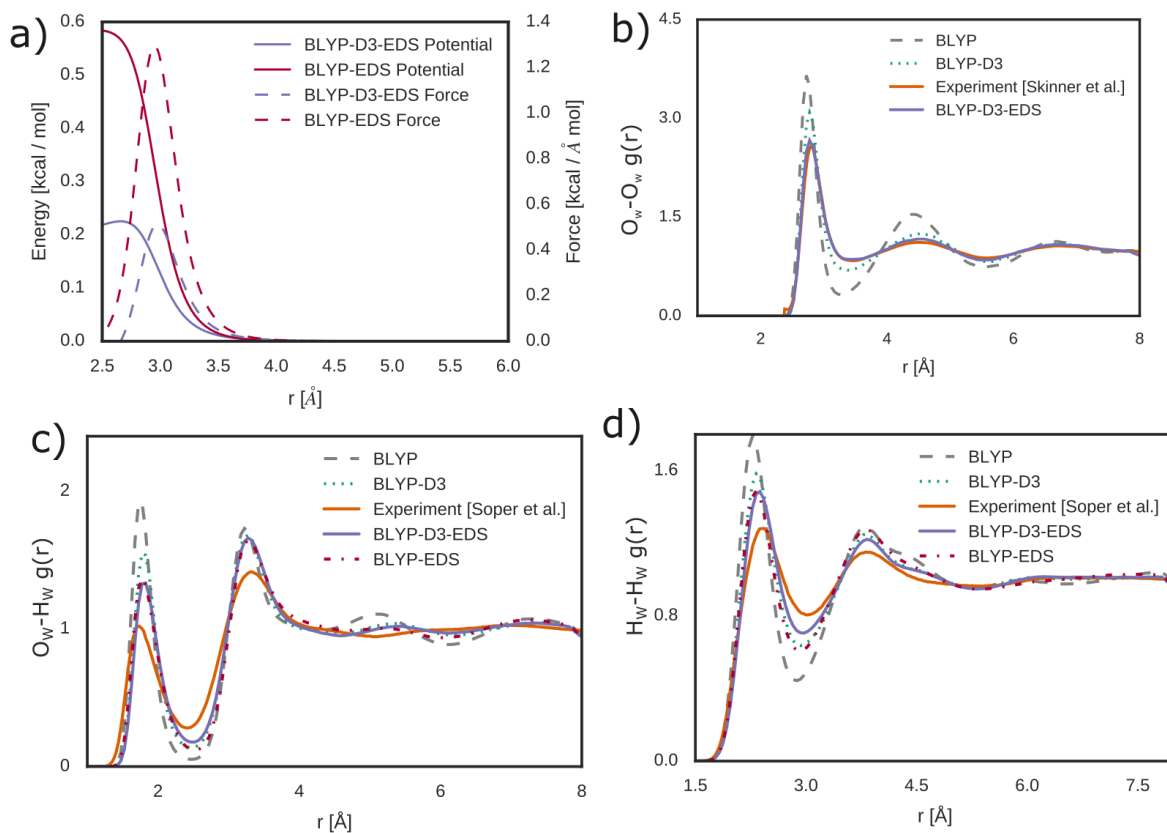 a)
0.6
0.5
0.4
0.3
0.2
0.1
0.0
Energy [kcal / mol]
BLYP-D3-EDS Potential
BLYP-EDS Potential
BLYP-D3-EDS Force
BLYP-EDS Force
1.4
1.2
1.0
0.8
0.6
0.4
0.2
0.0
Force [kcal / Å mol]
2.5 3.0 3.5 4.0 4.5 5.0 5.5 6.0
r [Å]
b)
4.5
3.0
1.5
0.0
Ow-Ow g(r)
BLYP
BLYP-D3
Experiment [Skinner et al.]
BLYP-D3-EDS
2 4 6 8
r [Å]
c)
2
1
0
Ow-Hw g(r)
BLYP
BLYP-D3
Experiment [Soper et al.]
BLYP-D3-EDS
BLYP-EDS
2 4 6 8
r [Å]
d)
1.6
0.8
0.0
Hw-Hw g(r)
BLYP
BLYP-D3
Experiment [Soper et al.]
BLYP-D3-EDS
BLYP-EDS
1.5 3.0 4.5 6.0 7.5
r [Å]